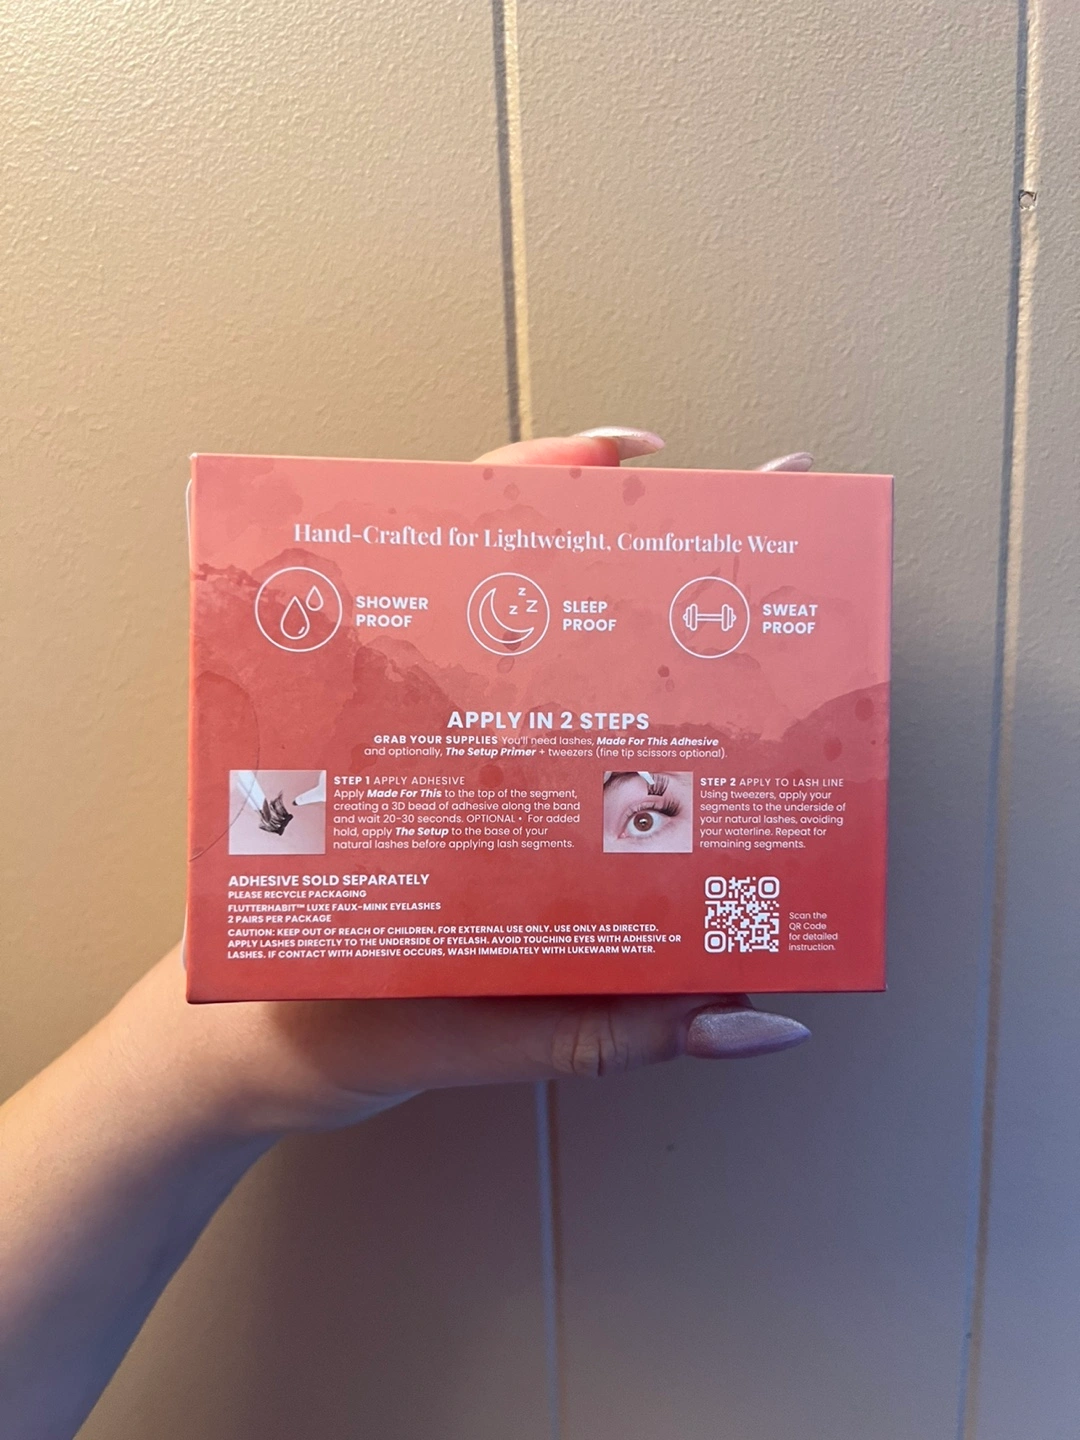 Hand-Crafted for Lightweight, Comfortable Wear
SHOWER
PROOF
z z Z
SLEEP
PROOF
SWEAT
PROOF
APPLY IN 2 STEPS
GRAB YOUR SUPPLIES You'll need lashes, Made For This Adhesive
and optionally, The Setup Primer + tweezers (fine tip scissors optional).
STEP 1 APPLY ADHESIVE
Apply Made For This to the top of the segment,
creating a 3D bead of adhesive along the band
and wait 20-30 seconds. OPTIONAL • For added
hold, apply The Setup to the base of your
natural lashes before applying lash segments.
STEP 2 APPLY TO LASH LINE
Using tweezers, apply your
segments to the underside of
your natural lashes, avoiding
your waterline. Repeat for
remaining segments.
ADHESIVE SOLD SEPARATELY
PLEASE RECYCLE PACKAGING
FLUTTERHABIT™ LUXE FAUX-MINK EYELASHES
2 PAIRS PER PACKAGE
CAUTION: KEEP OUT OF REACH OF CHILDREN. FOR EXTERNAL USE ONLY. USE ONLY AS DIRECTED.
APPLY LASHES DIRECTLY TO THE UNDERSIDE OF EYELASH. AVOID TOUCHING EYES WITH ADHESIVE OR
LASHES. IF CONTACT WITH ADHESIVE OCCURS, WASH IMMEDIATELY WITH LUKEWARM WATER.
Scan the
QR Code
for detailed
instruction.